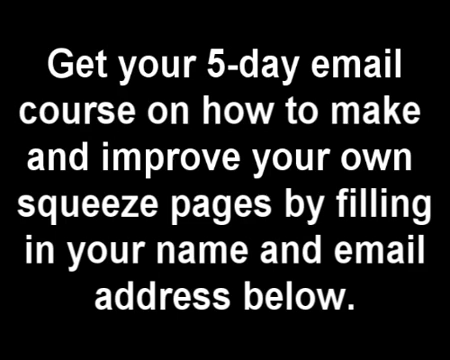 Get your 5-day email
course on how to make
and improve your own
squeeze pages by filling
in your name and email
address below.